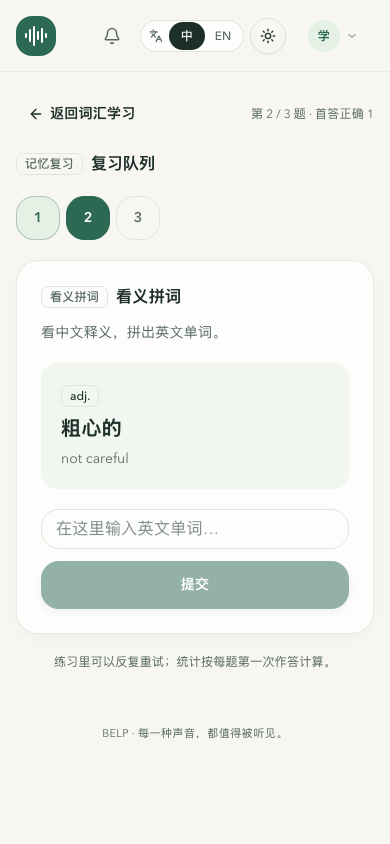 中 EN 学
返回词汇学习 第 2 / 3 题 · 首答正确 1
记忆复习 复习队列
1 2 3
看义拼词 看义拼词
看中文释义，拼出英文单词。
adj.
粗心的
not careful
在这里输入英文单词…
提交
练习里可以反复重试；统计按每题第一次作答计算。
BELP · 每一种声音，都值得被听见。